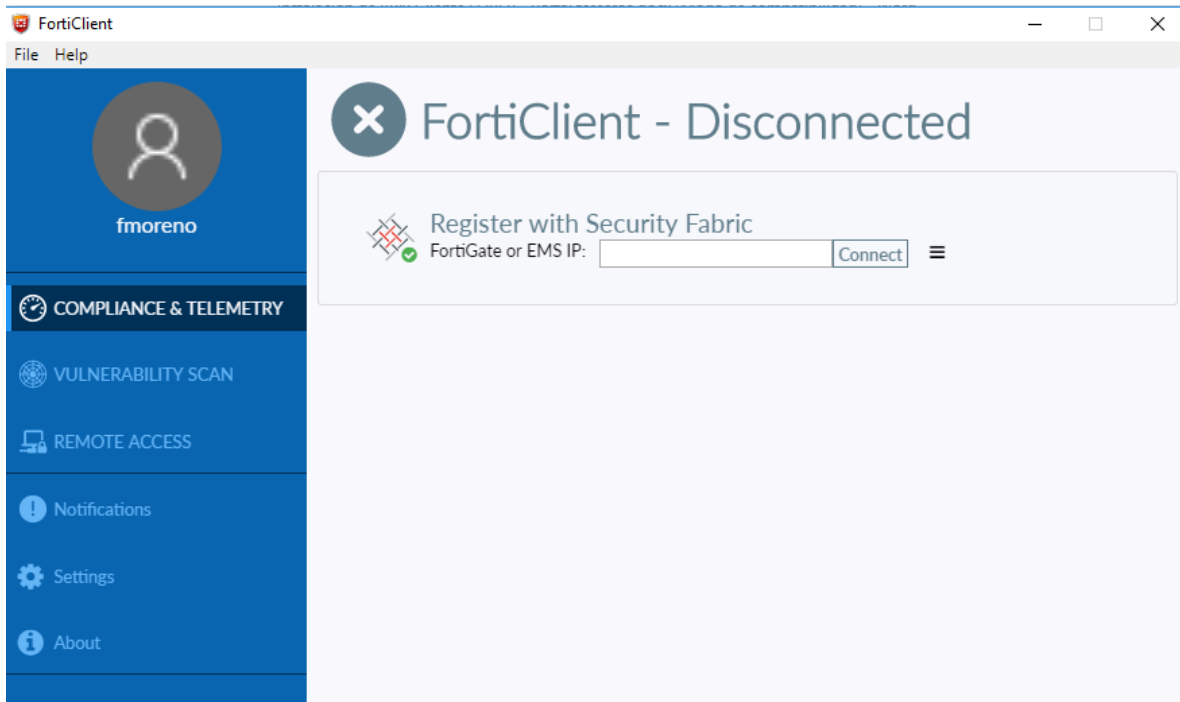 FortiClient
File Help
fmoreno
COMPLIANCE & TELEMETRY
VULNERABILITY SCAN
REMOTE ACCESS
Notifications
Settings
About
FortiClient - Disconnected
Register with Security Fabric
FortiGate or EMS IP: Connect